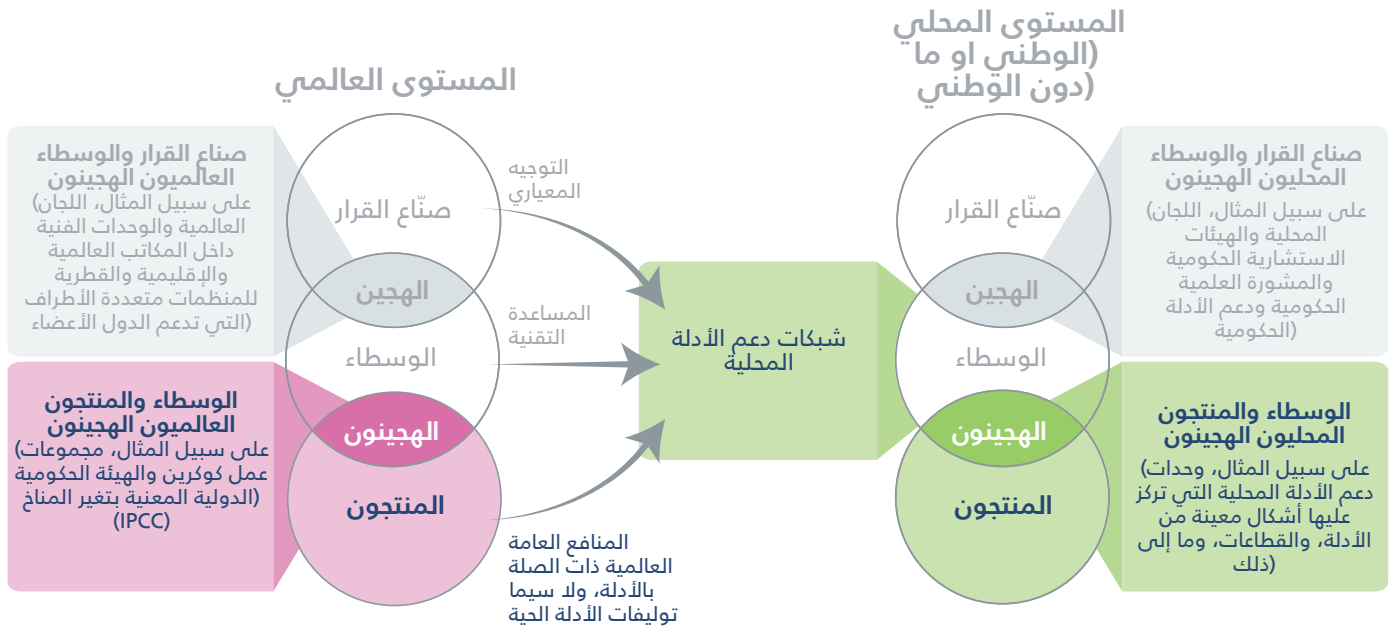 المستوى المحلي
(الوطني او ما
دون الوطني)
المستوى العالمي
صناع القرار والوسطاء
المحليون الهجينون
(على سبيل المثال، اللجان
المحلية والهيئات
الاستشارية الحكومية
والمشورة العلمية
الحكومية ودعم الأدلة
الحكومية)
صنّاع القرار
الهجين
الوسطاء
الهجينون
المنتجون
الوسطاء والمنتجون
المحليون الهجينون
(على سبيل المثال، وحدات
دعم الأدلة المحلية التي تركز
عليها أشكال معينة من
الأدلة، والقطاعات، وما إلى
ذلك)
شبكات دعم الأدلة
المحلية
التوجيه
المعياري
المساعدة
التقنية
المنافع العامة
العالمية ذات الصلة
بالأدلة، ولا سيما
توليفات الأدلة الحية
صنّاع القرار
الهجين
الوسطاء
الهجينون
المنتجون
صناع القرار والوسطاء
العالميون الهجينون
(على سبيل المثال، اللجان
العالمية والوحدات الفنية
داخل المكاتب العالمية
والإقليمية والقطرية
للمنظمات متعددة الأطراف
التي تدعم الدول الأعضاء)
الوسطاء والمنتجون
العالميون الهجينون
(على سبيل المثال، مجموعات
عمل كوكرين والهيئة الحكومية
الدولية المعنية بتغير المناخ)
(IPCC)